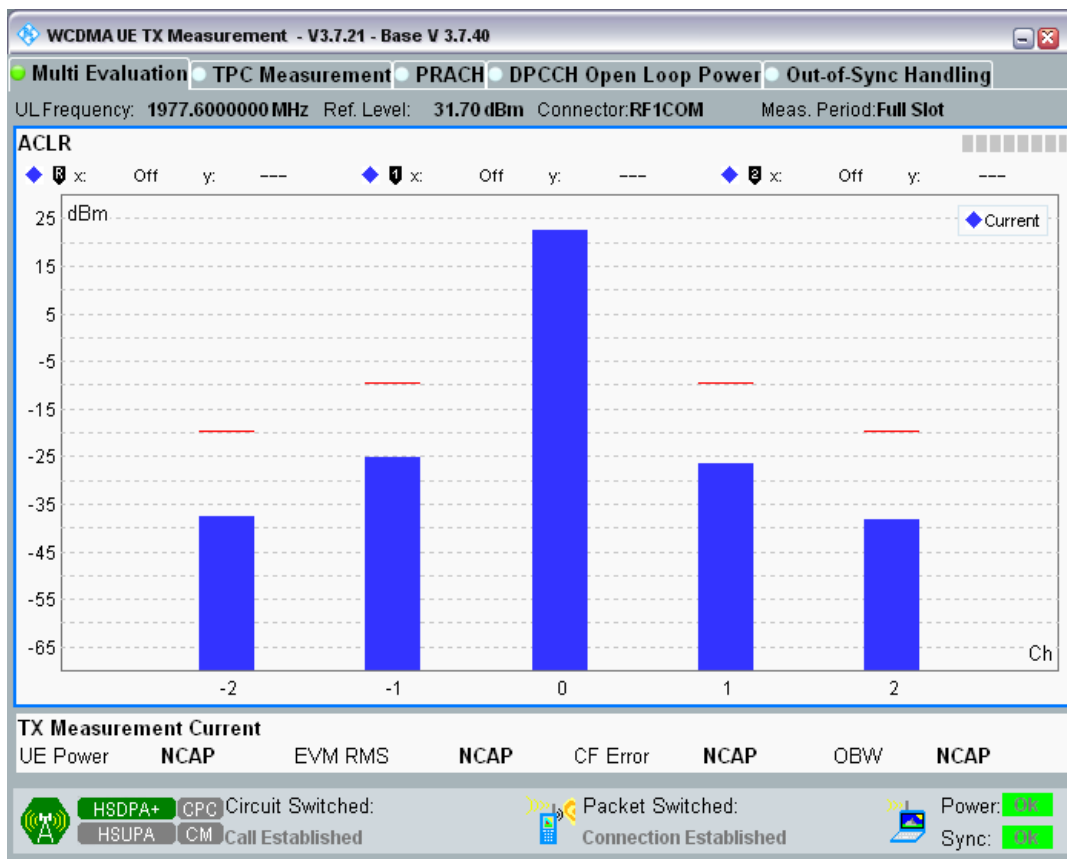 WCDMA UE TX Measurement - V3.7.21 - Base V 3.7.40
Multi Evaluation TPC Measurement PRACH DPCCH Open Loop Power Out-of-Sync Handling
UL Frequency: 1977.6000000 MHz Ref. Level: 31.70 dBm Connector:RF1COM Meas. Period:Full Slot
ACLR
R x: Off y: --- 1 x: Off y: --- 2 x: Off y: ---
dBm
Current
25
15
5
-5
-15
-25
-35
-45
-55
-65
Ch
-2 -1 0 1 2
TX Measurement Current
UE Power NCAP EVM RMS NCAP CF Error NCAP OBW NCAP
HSDPA+ CPC Circuit Switched: Packet Switched: Power: Ok
HSUPA CM Call Established Connection Established Sync: Ok